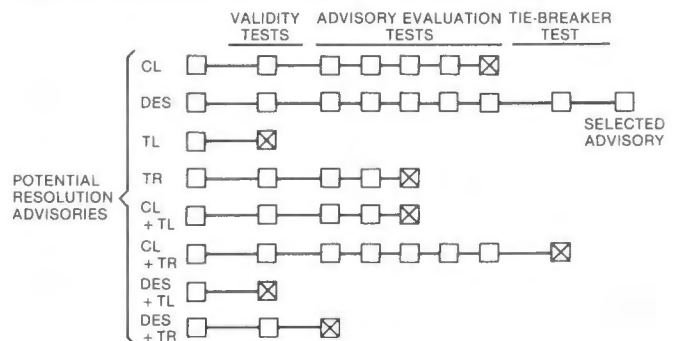 VALIDITY ADVISORY EVALUATION TIE-BREAKER
TESTS TESTS TEST
CL
DES
SELECTED
ADVISORY
TL
TR
POTENTIAL
RESOLUTION
ADVISORIES
CL
+ TL
CL
+ TR
DES
+ TL
DES
+ TR